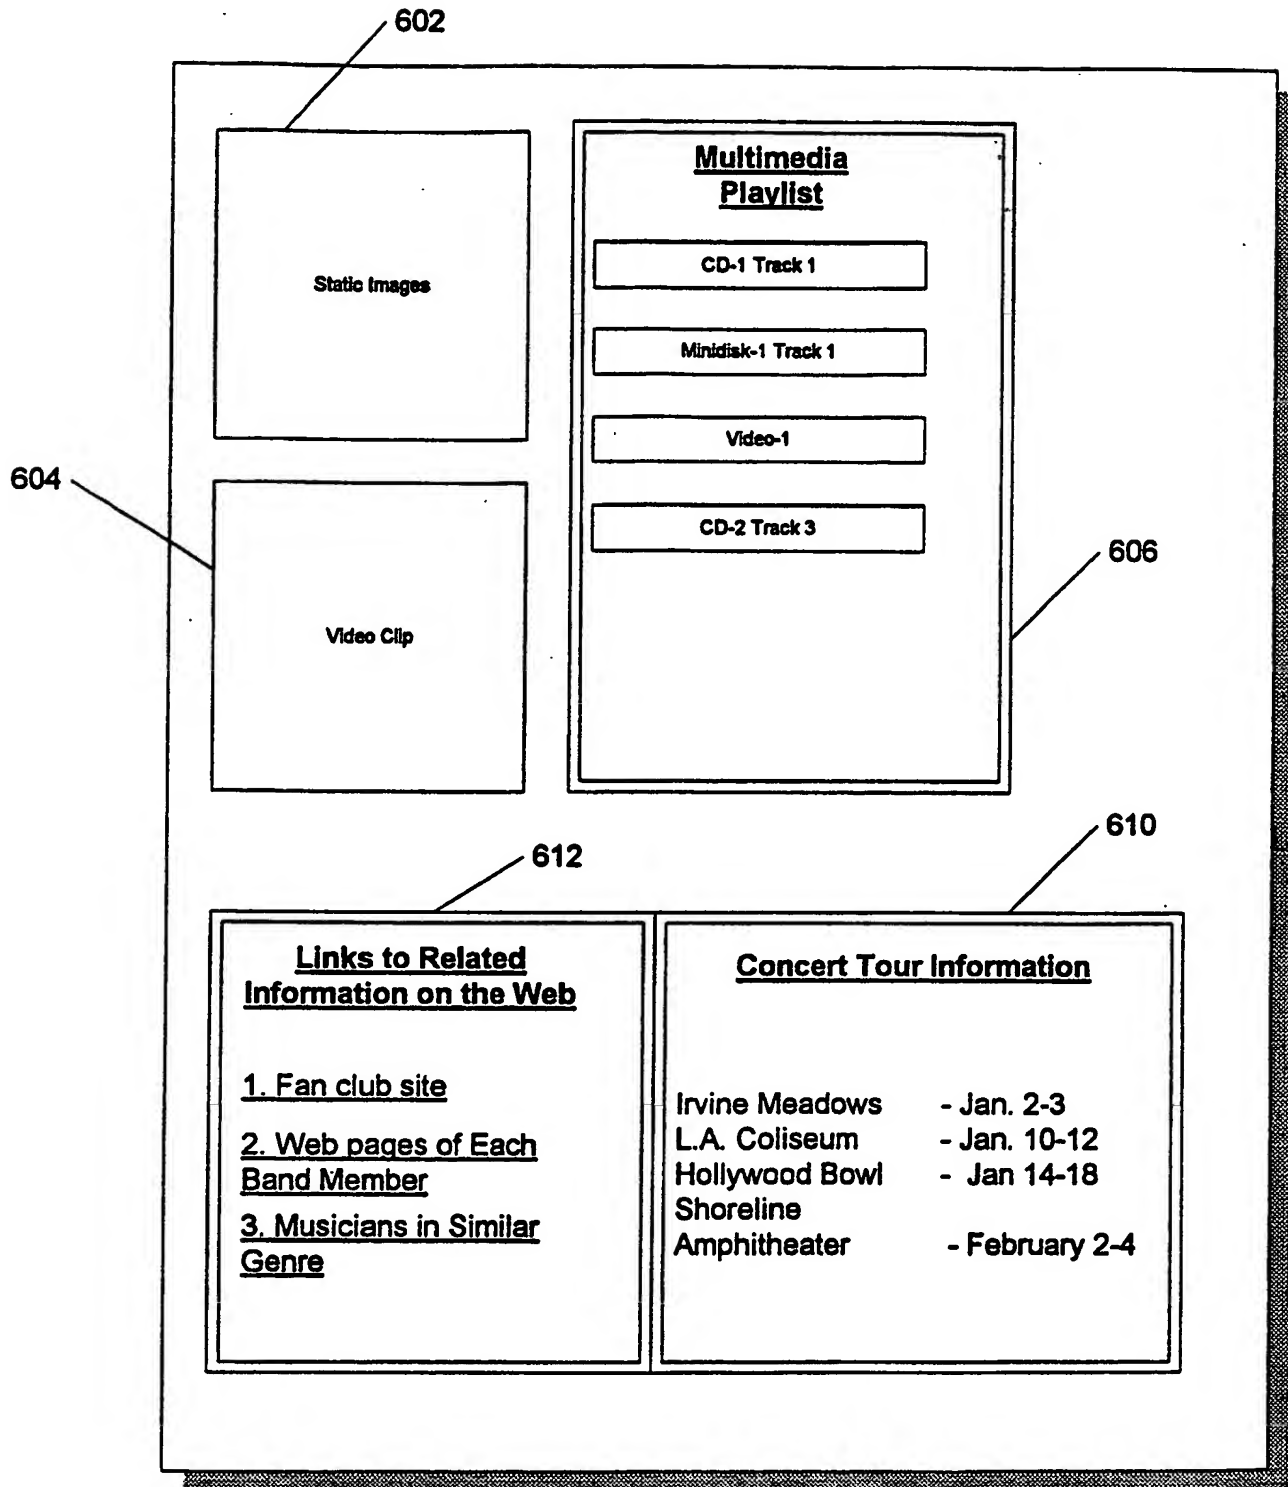 602
Static Images
604
Video Clip
Multimedia
Playlist
CD-1 Track 1
Minidisk-1 Track 1
Video-1
CD-2 Track 3
606
612
Links to Related
Information on the Web
1. Fan club site
2. Web pages of Each
Band Member
3. Musicians in Similar
Genre
610
Concert Tour Information
Irvine Meadows - Jan. 2-3
L.A. Coliseum - Jan. 10-12
Hollywood Bowl - Jan 14-18
Shoreline
Amphitheater - February 2-4